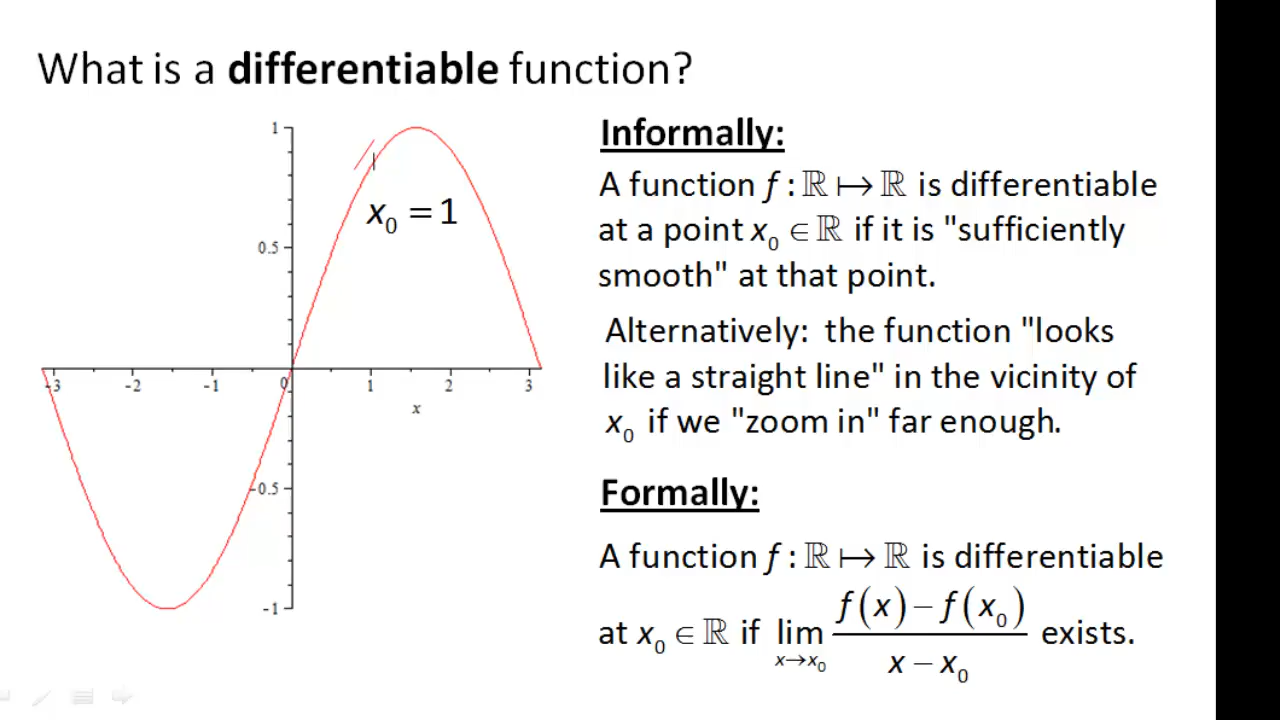 What is a differentiable function?
1
0.5
x₀ = 1
-3 -2 -1 0 1 2 3
x
-0.5
-1
Informally:
A function f : ℝ ↦ ℝ is differentiable
at a point x₀ ∈ ℝ if it is "sufficiently
smooth" at that point.
Alternatively: the function "looks
like a straight line" in the vicinity of
x₀ if we "zoom in" far enough.
Formally:
A function f : ℝ ↦ ℝ is differentiable
at x₀ ∈ ℝ if lim_{x→x₀} (f(x) − f(x₀))/(x − x₀) exists.